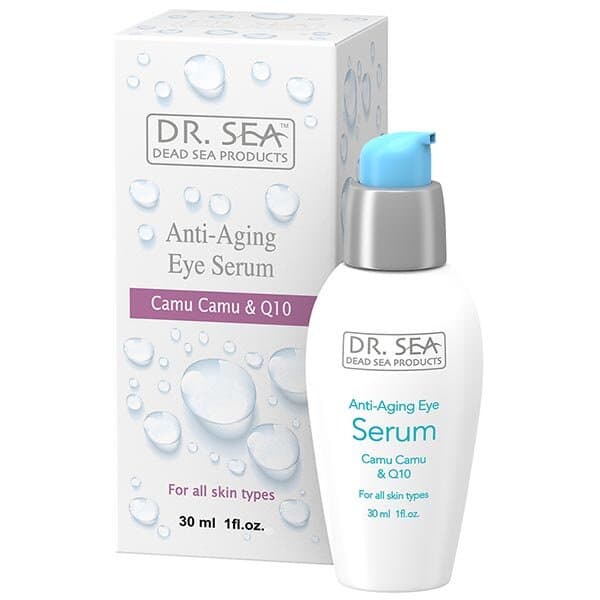 DR. SEA™
DEAD SEA PRODUCTS
Anti-Aging
Eye Serum
Camu Camu & Q10
For all skin types
30 ml 1fl.oz.
DR. SEA
DEAD SEA PRODUCTS
Anti-Aging Eye
Serum
Camu Camu
& Q10
For all skin types
30 ml 1fl.oz.